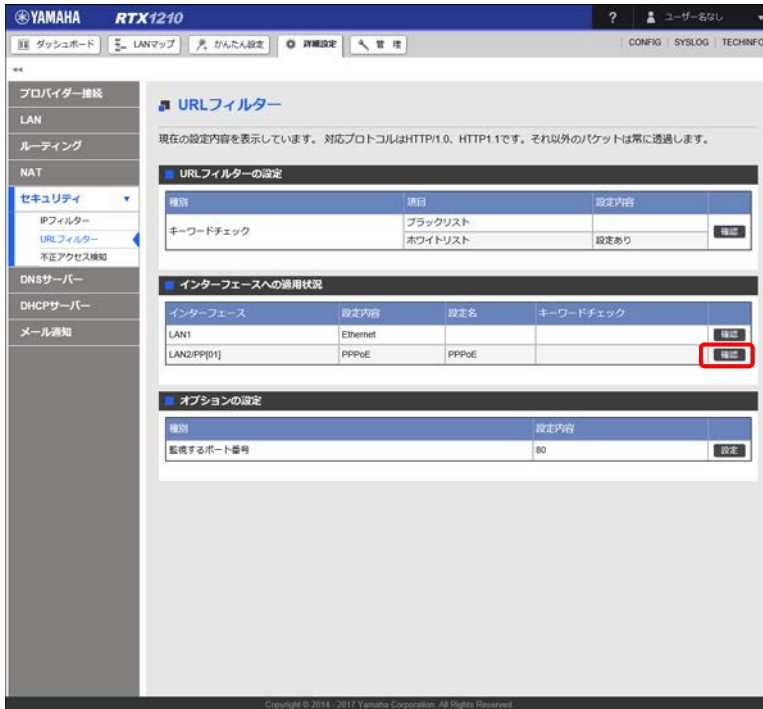 YAMAHA RTX1210 ? ユーザー名なし
ダッシュボード LANマップ かんたん設定 詳細設定 管理 CONFIG SYSLOG TECHINFO
プロバイダー接続
LAN
ルーティング
NAT
セキュリティ
IPフィルター
URLフィルター
不正アクセス検知
DNSサーバー
DHCPサーバー
メール通知
URLフィルター
現在の設定内容を表示しています。 対応プロトコルはHTTP/1.0、HTTP1.1です。それ以外のパケットは常に透過します。
URLフィルターの設定
種別 項目 設定内容
キーワードチェック ブラックリスト 確認
ホワイトリスト 設定あり
インターフェースへの適用状況
インターフェース 設定内容 設定名 キーワードチェック
LAN1 Ethernet 確認
LAN2/PP[01] PPPoE PPPoE 確認
オプションの設定
種別 設定内容
監視するポート番号 80 設定
Copyright © 2014 - 2017 Yamaha Corporation. All Rights Reserved.